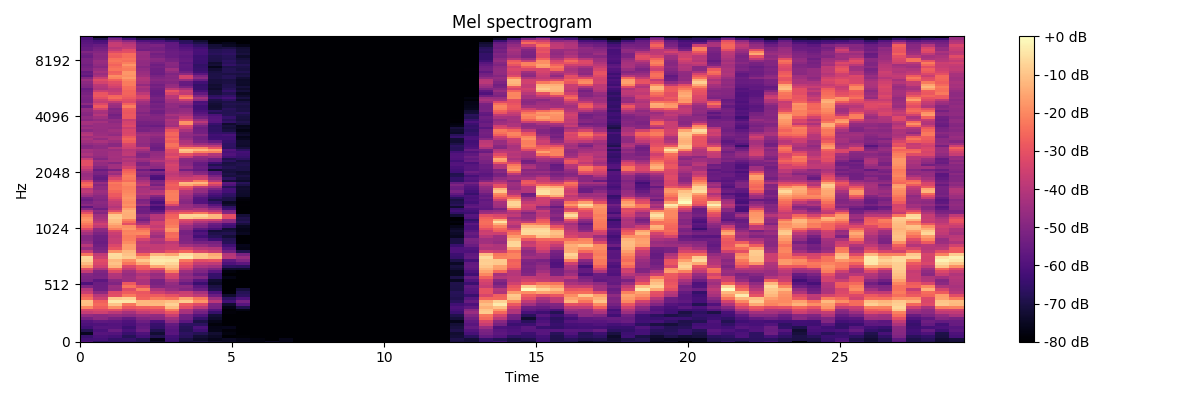 Mel spectrogram
Hz
8192
4096
2048
1024
512
0
0 5 10 15 20 25
Time
+0 dB
-10 dB
-20 dB
-30 dB
-40 dB
-50 dB
-60 dB
-70 dB
-80 dB